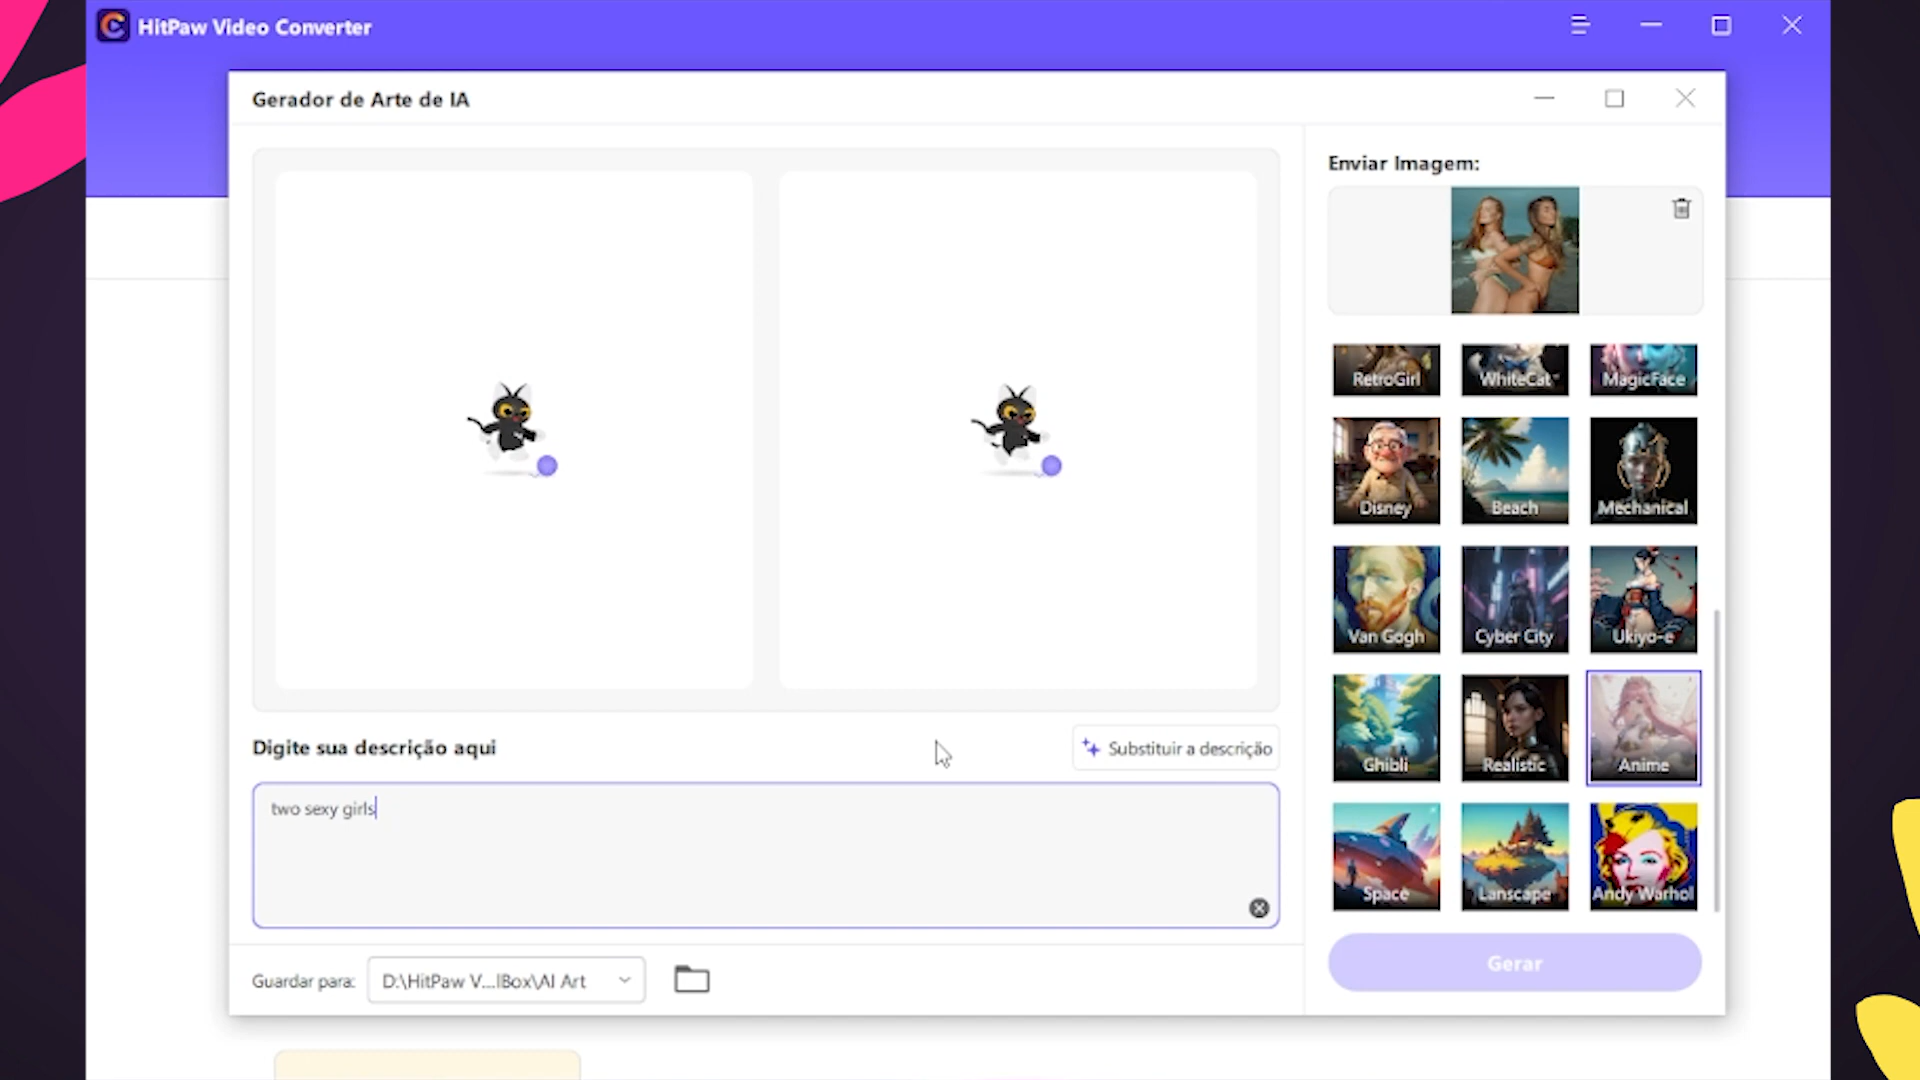 HitPaw Video Converter
Gerador de Arte de IA
Enviar Imagem:
RetroGirl
WhiteCat
MagicFace
Disney
Beach
Mechanical
Van Gogh
Cyber City
Ukiyo-e
Ghibli
Realistic
Anime
Space
Lanscape
Andy Warhol
Digite sua descrição aqui
Substituir a descrição
two sexy girls
Guardar para:
D:\HitPaw V...IBox\AI Art
Gerar